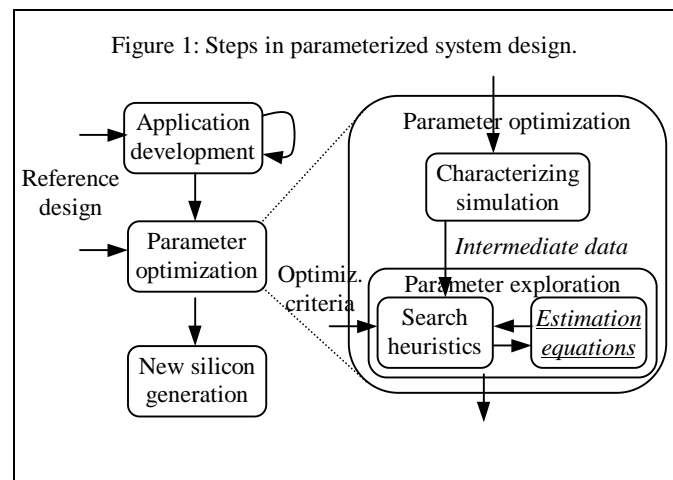 Figure 1: Steps in parameterized system design.
Application
development
Reference
design
Parameter
optimization
New silicon
generation
Parameter optimization
Characterizing
simulation
Intermediate data
Optimiz.
criteria
Parameter exploration
Search
heuristics
Estimation
equations